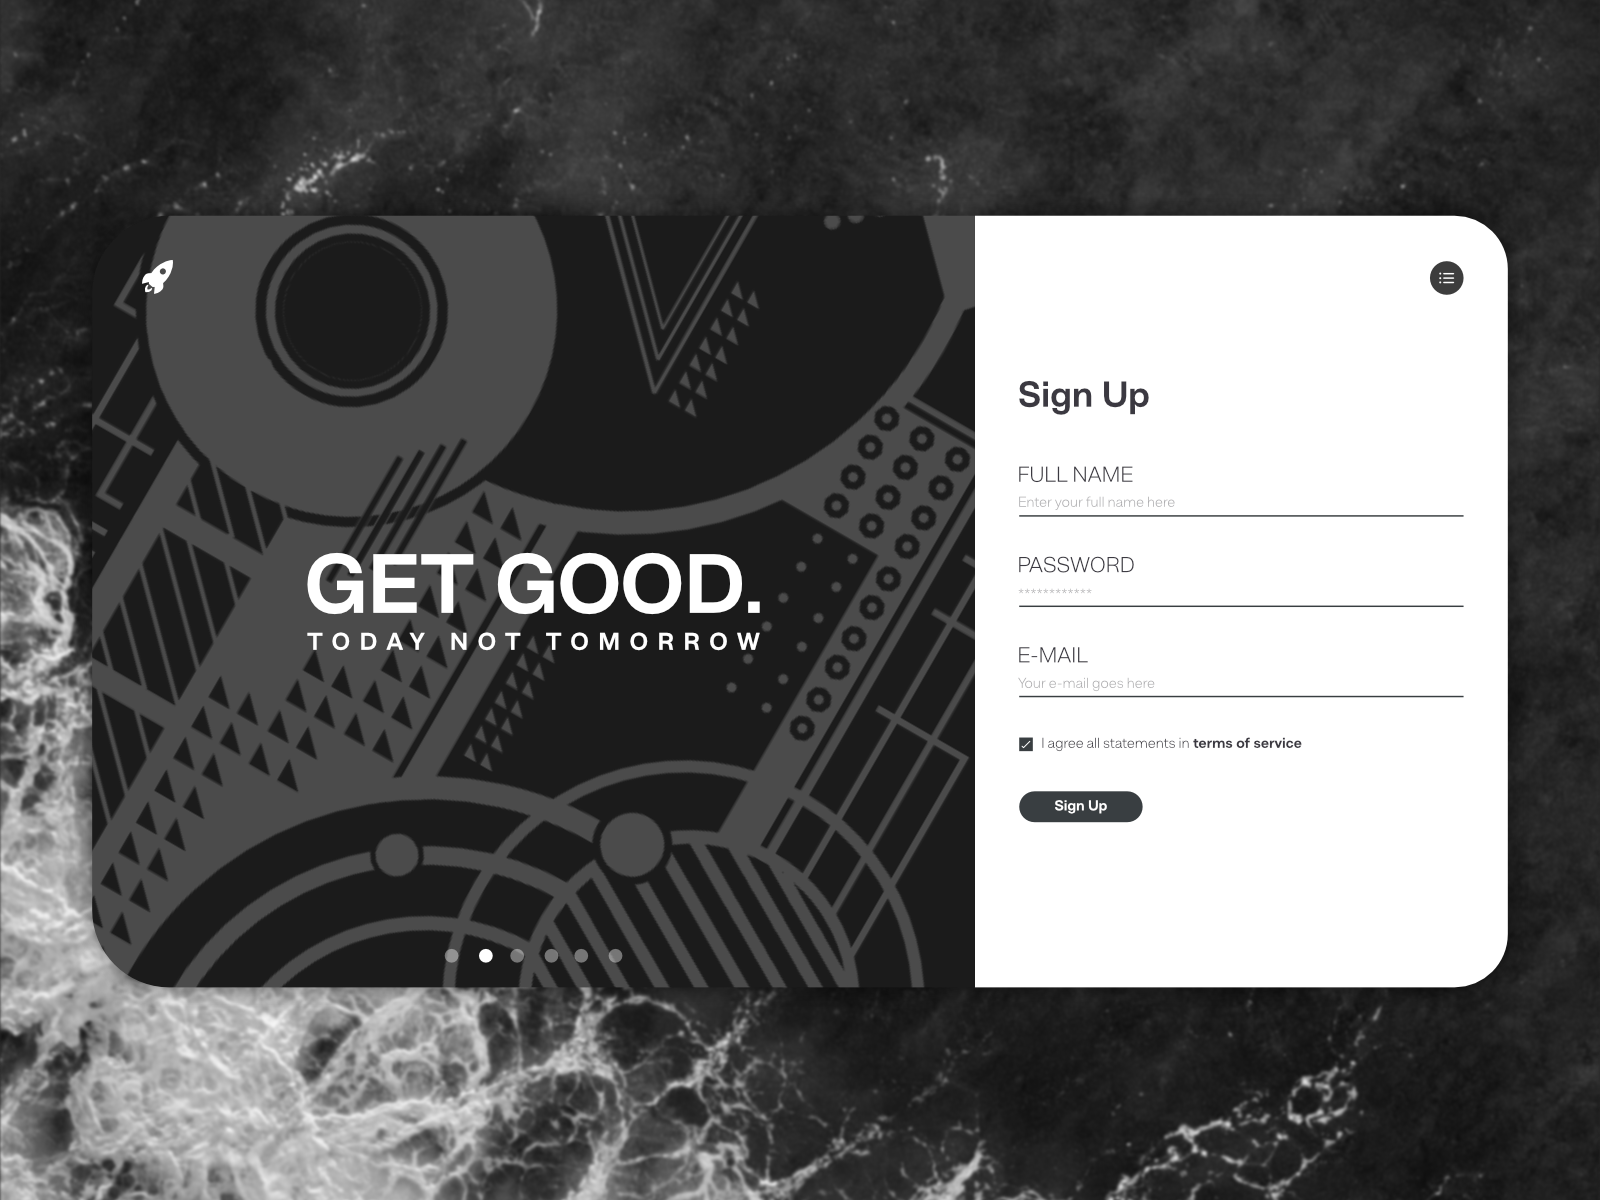 GET GOOD.
TODAY NOT TOMORROW
Sign Up
FULL NAME
Enter your full name here
PASSWORD
************
E-MAIL
Your e-mail goes here
I agree all statements in terms of service
Sign Up